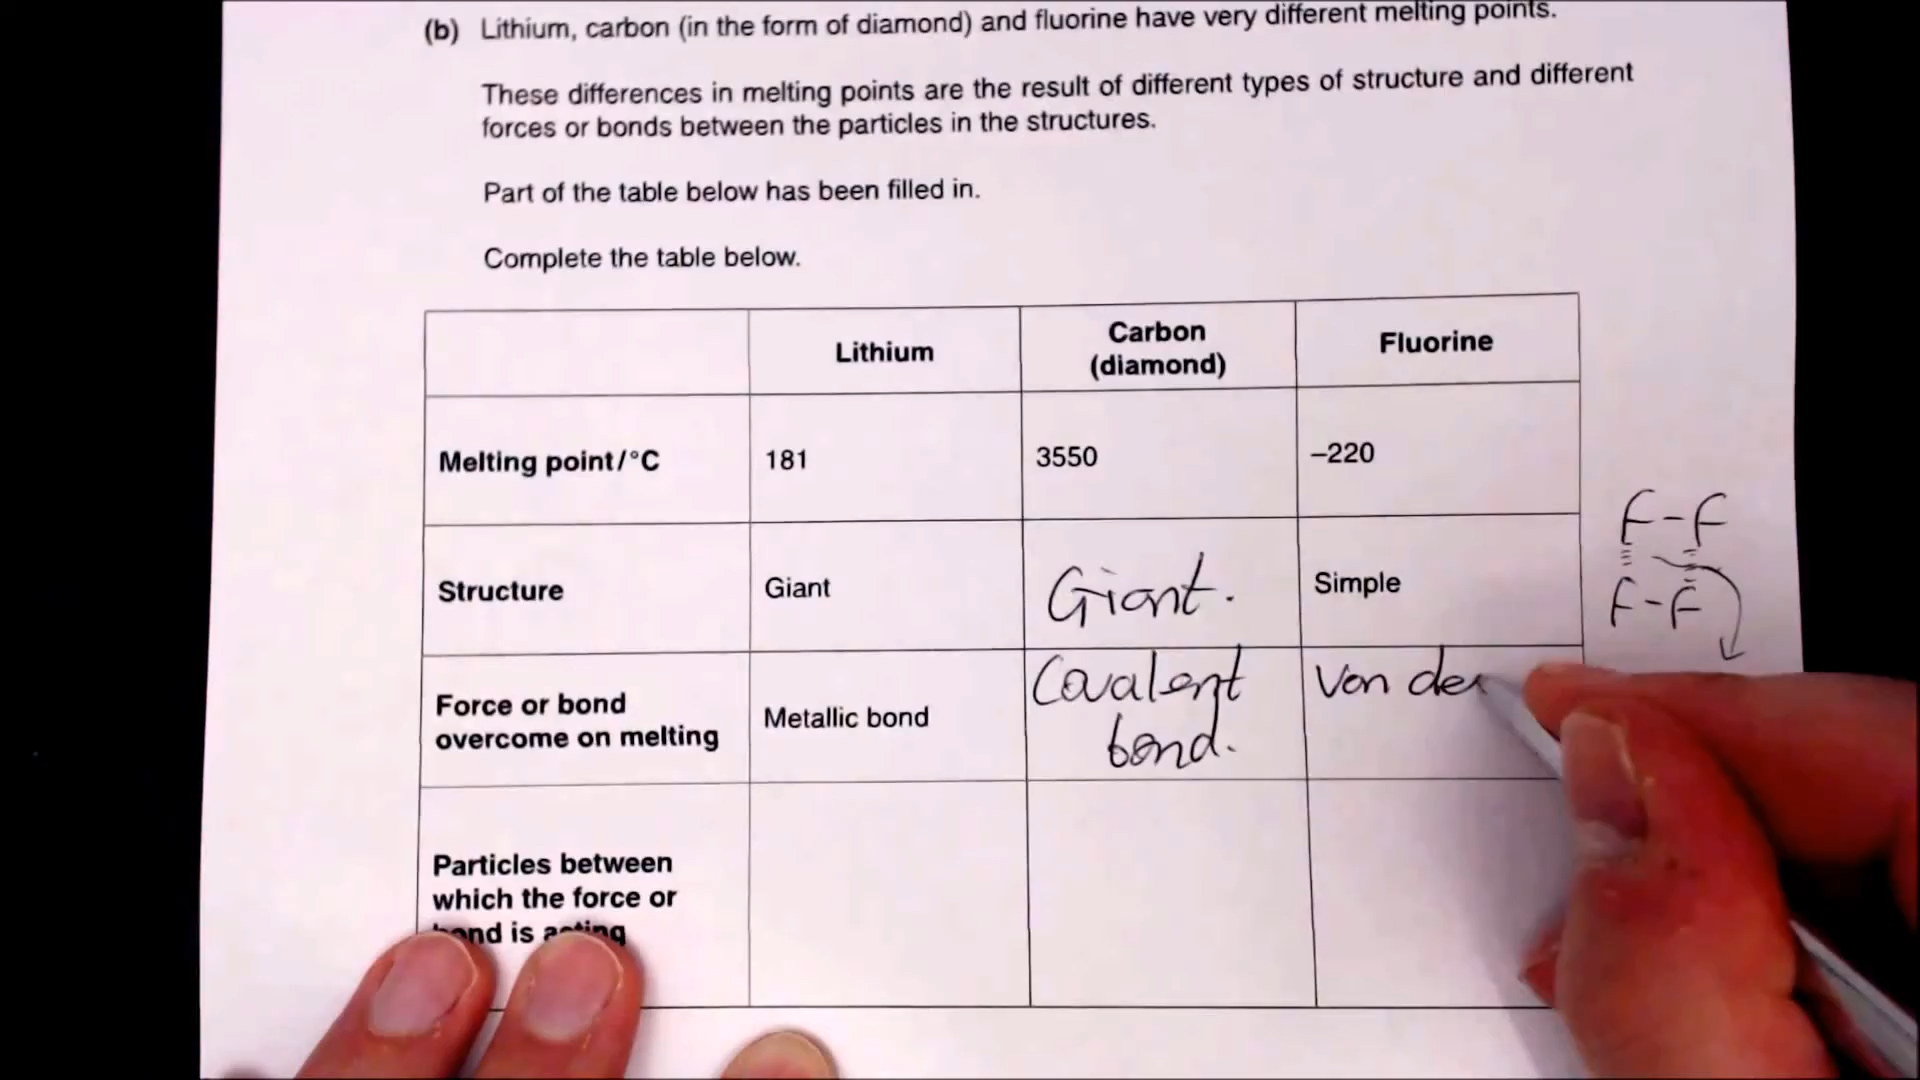 (b) Lithium, carbon (in the form of diamond) and fluorine have very different melting points.
These differences in melting points are the result of different types of structure and different
forces or bonds between the particles in the structures.
Part of the table below has been filled in.
Complete the table below.
Lithium
Carbon
(diamond)
Fluorine
Melting point/°C
181
3550
–220
Structure
Giant
Giant.
Simple
F-F
F-F
Force or bond
overcome on melting
Metallic bond
Covalent
bond.
Van der
Particles between
which the force or
bond is acting